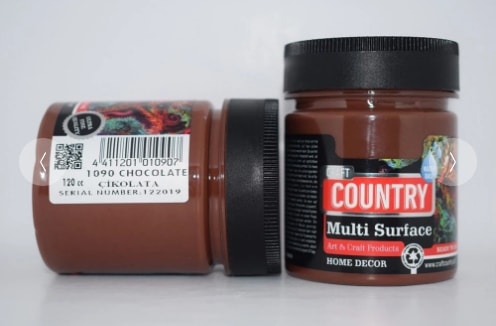 4 411201 010907
1090 CHOCOLATE
120 cc
ÇİKOLATA
SERIAL NUMBER.122019
COUNTRY
Multi Surface
Art & Craft Products
HOME DECOR